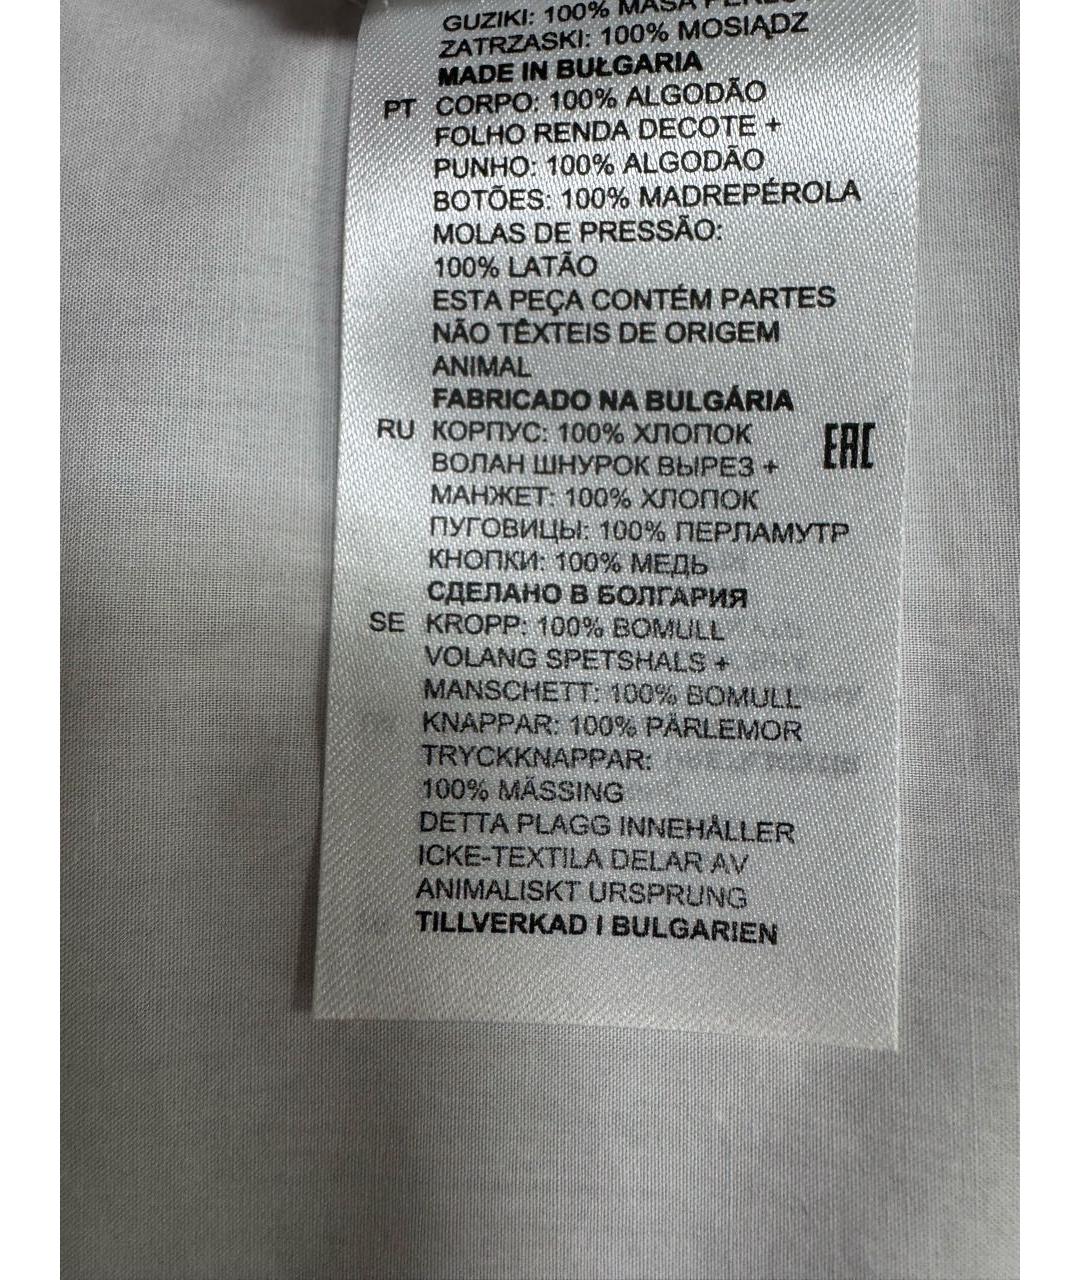 GUZIKI: 100% MASA
ZATRZASKI: 100% MOSIĄDZ
MADE IN BUŁGARIA
PT CORPO: 100% ALGODÃO
FOLHO RENDA DECOTE +
PUNHO: 100% ALGODÃO
BOTÕES: 100% MADREPÉROLA
MOLAS DE PRESSÃO:
100% LATÃO
ESTA PEÇA CONTÉM PARTES
NÃO TÊXTEIS DE ORIGEM
ANIMAL
FABRICADO NA BULGÁRIA
RU КОРПУС: 100% ХЛОПОК EAC
ВОЛАН ШНУРОК ВЫРЕЗ +
МАНЖЕТ: 100% ХЛОПОК
ПУГОВИЦЫ: 100% ПЕРЛАМУТР
КНОПКИ: 100% МЕДЬ
СДЕЛАНО В БОЛГАРИЯ
SE KROPP: 100% BOMULL
VOLANG SPETSHALS +
MANSCHETT: 100% BOMULL
KNAPPAR: 100% PÄRLEMOR
TRYCKKNAPPAR:
100% MÄSSING
DETTA PLAGG INNEHÅLLER
ICKE-TEXTILA DELAR AV
ANIMALISKT URSPRUNG
TILLVERKAD I BULGARIEN